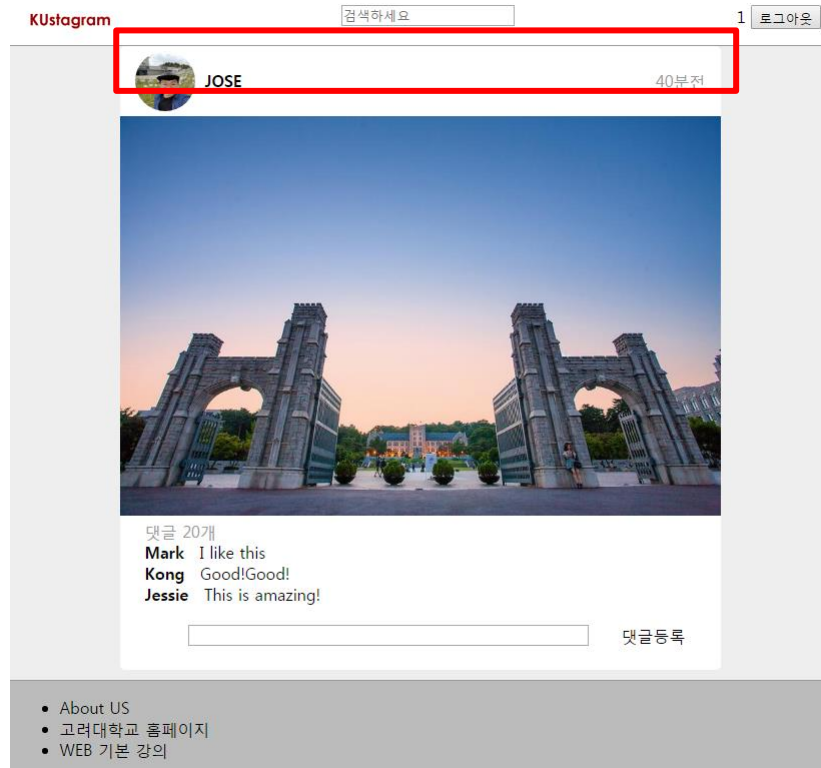 KUstagram 검색하세요 1 로그아웃
JOSE 40분전
댓글 20개
Mark I like this
Kong Good!Good!
Jessie This is amazing!
댓글등록
About US
고려대학교 홈페이지
WEB 기본 강의